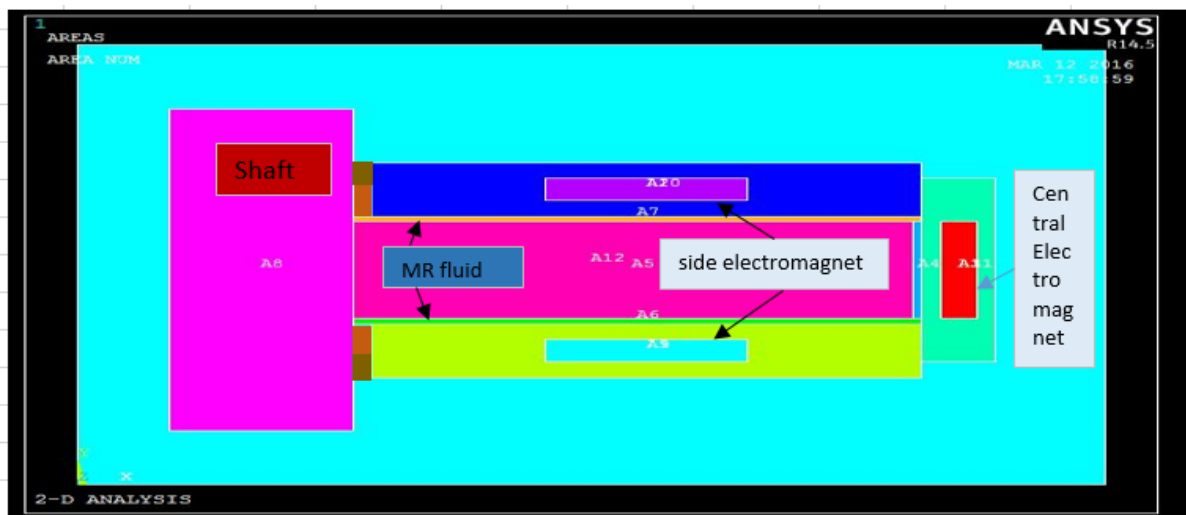 1
AREAS
AREA NUM
ANSYS
R14.5
MAR 12 2016
17:58:59
Shaft
A7
A8
MR fluid
A12
A5
side electromagnet
A4
A11
Cen
tral
Elec
tro
mag
net
A6
Z
X
2-D ANALYSIS